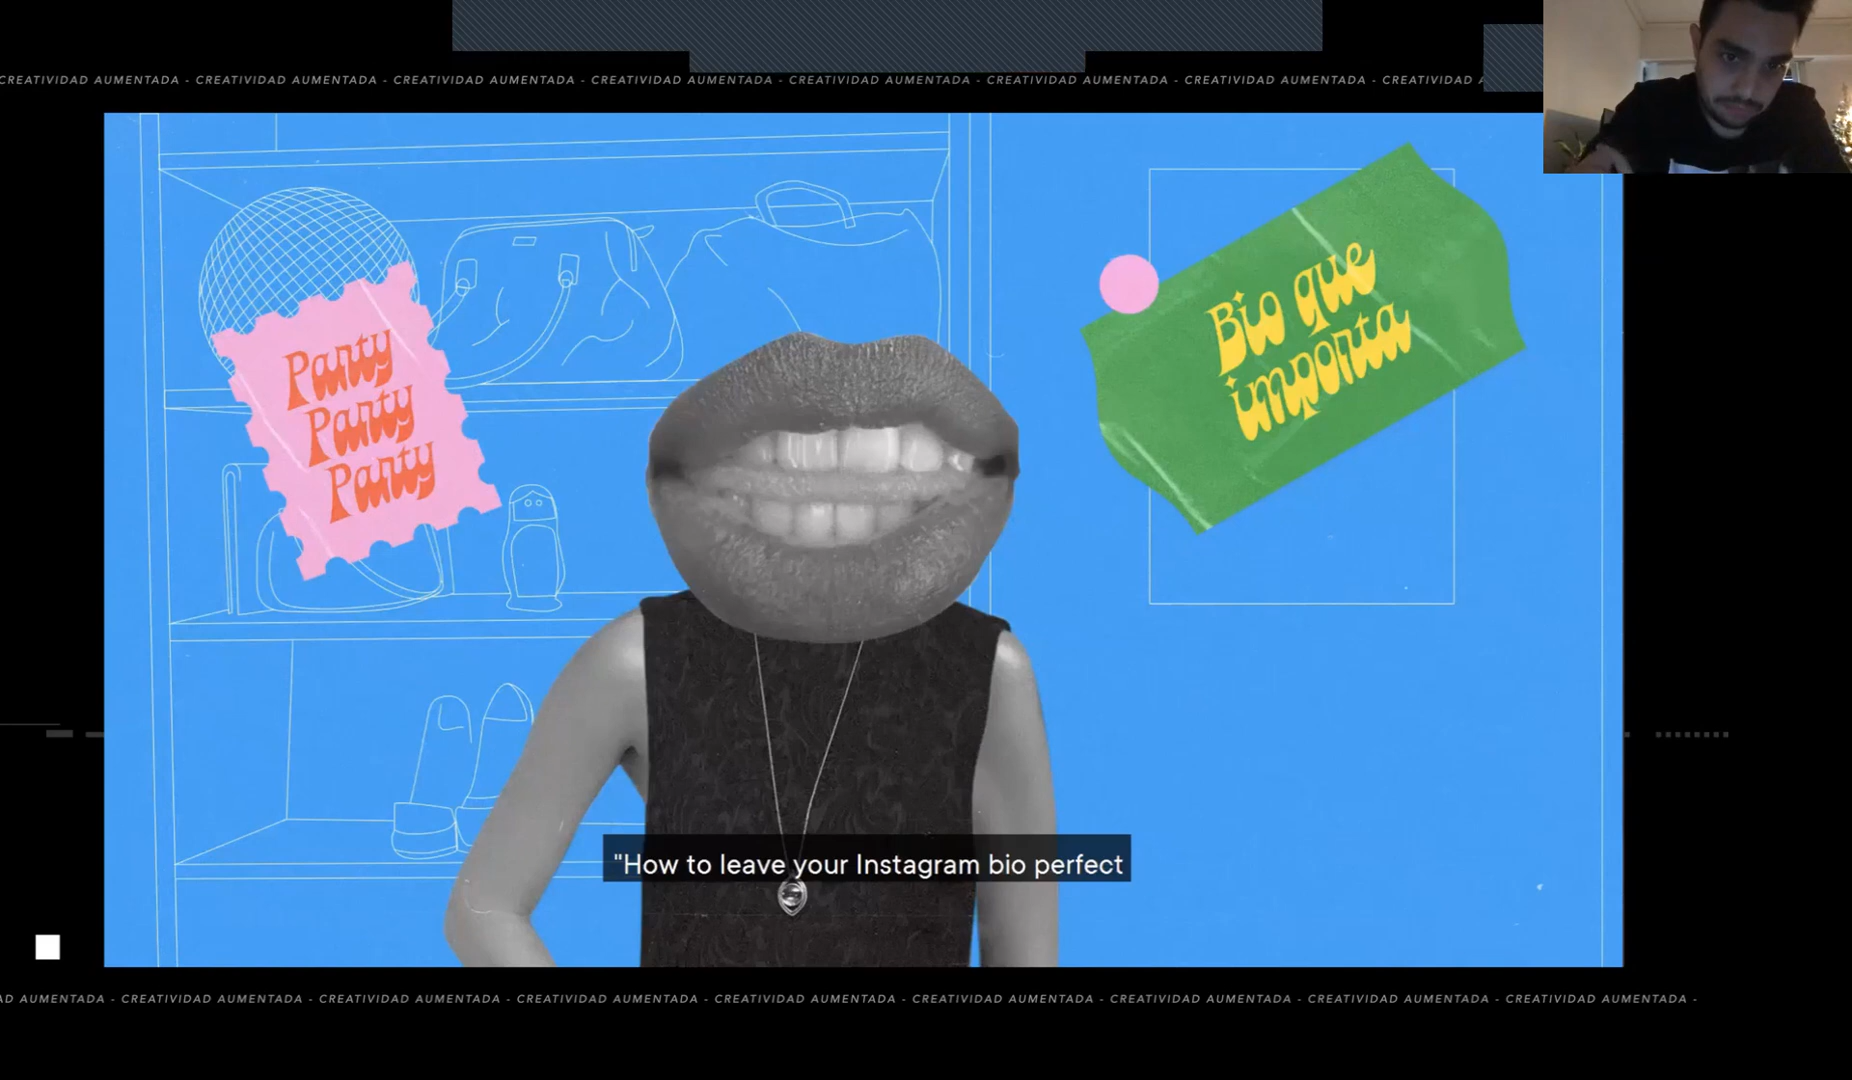 CREATIVIDAD AUMENTADA - CREATIVIDAD AUMENTADA - CREATIVIDAD AUMENTADA - CREATIVIDAD AUMENTADA - CREATIVIDAD AUMENTADA - CREATIVIDAD AUMENTADA - CREATIVIDAD AUMENTADA - CREATIVIDAD
Party
Party
Party
Bio que
importa
"How to leave your Instagram bio perfect
AD AUMENTADA - CREATIVIDAD AUMENTADA - CREATIVIDAD AUMENTADA - CREATIVIDAD AUMENTADA - CREATIVIDAD AUMENTADA - CREATIVIDAD AUMENTADA - CREATIVIDAD AUMENTADA - CREATIVIDAD AUMENTADA - CREATIVIDAD AUMENTADA -